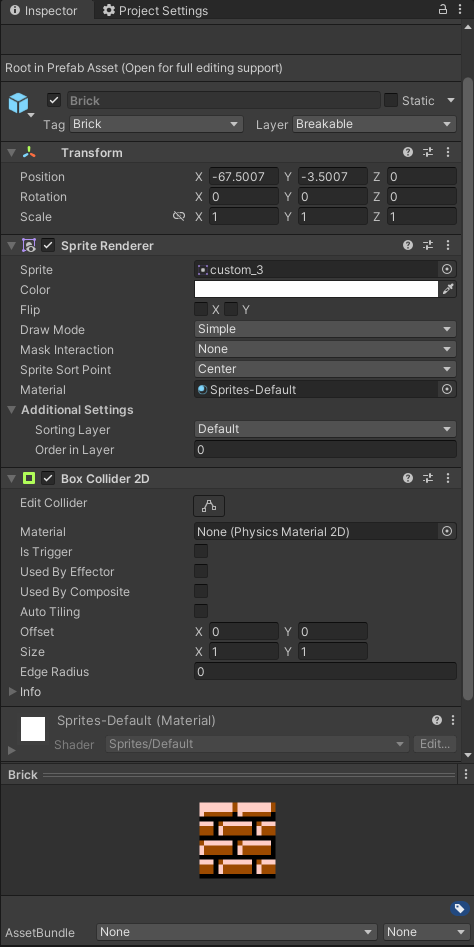 Inspector Project Settings
Root in Prefab Asset (Open for full editing support)
Brick Static
Tag Brick Layer Breakable
Transform
Position X -67.5007 Y -3.5007 Z 0
Rotation X 0 Y 0 Z 0
Scale X 1 Y 1 Z 1
Sprite Renderer
Sprite custom_3
Color
Flip X Y
Draw Mode Simple
Mask Interaction None
Sprite Sort Point Center
Material Sprites-Default
Additional Settings
Sorting Layer Default
Order in Layer 0
Box Collider 2D
Edit Collider
Material None (Physics Material 2D)
Is Trigger
Used By Effector
Used By Composite
Auto Tiling
Offset X 0 Y 0
Size X 1 Y 1
Edge Radius 0
Info
Sprites-Default (Material)
Shader Sprites/Default Edit...
Brick
AssetBundle None None